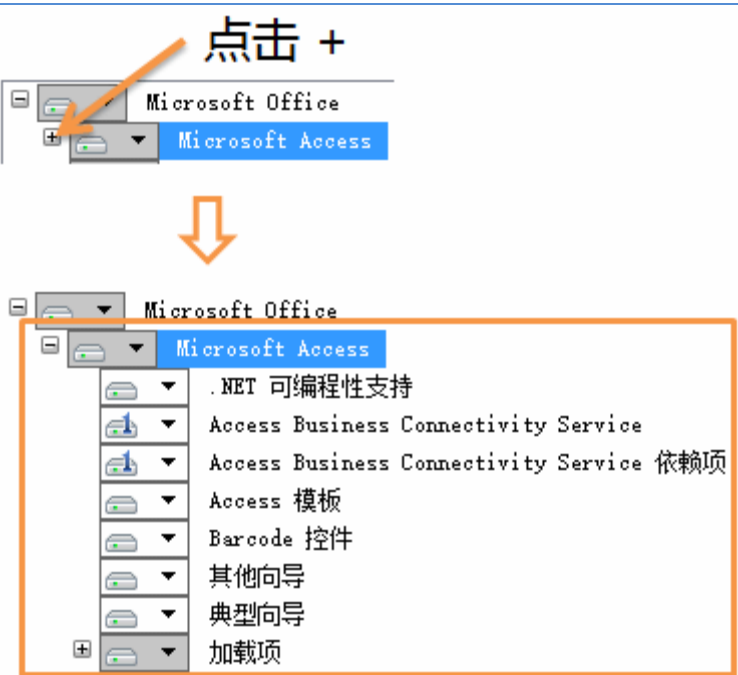 点击 +
Microsoft Office
Microsoft Access
Microsoft Office
Microsoft Access
.NET 可编程性支持
Access Business Connectivity Service
Access Business Connectivity Service 依赖项
Access 模板
Barcode 控件
其他向导
典型向导
加载项